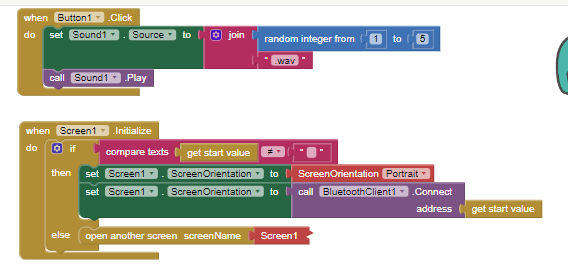 when Button1 .Click
do set Sound1 . Source to join random integer from 1 to 5
" .wav "
call Sound1 .Play
when Screen1 .Initialize
do if compare texts get start value ≠ " "
then set Screen1 . ScreenOrientation to ScreenOrientation Portrait
set Screen1 . ScreenOrientation to call BluetoothClient1 .Connect
address get start value
else open another screen screenName Screen1